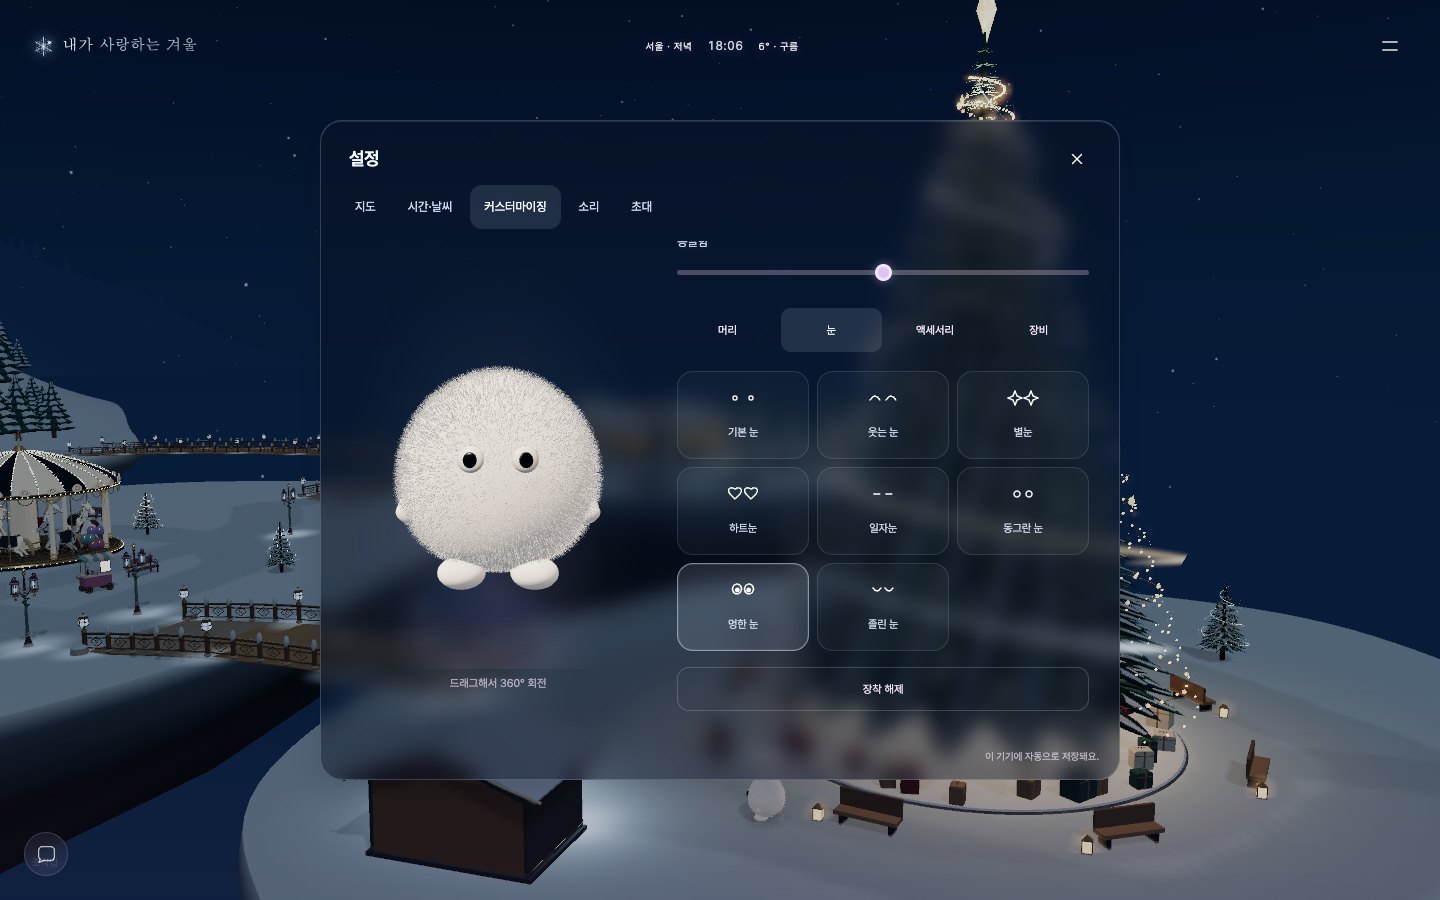 내가 사랑하는 겨울
서울 · 저녁 18:06 6° · 구름
설정
지도 시간·날씨 커스터마이징 소리 초대
머리 눈 액세서리 장비
기본 눈 웃는 눈 별눈
하트눈 일자눈 동그란 눈
멍한 눈 졸린 눈
드래그해서 360° 회전
장착 해제
이 기기에 자동으로 저장돼요.